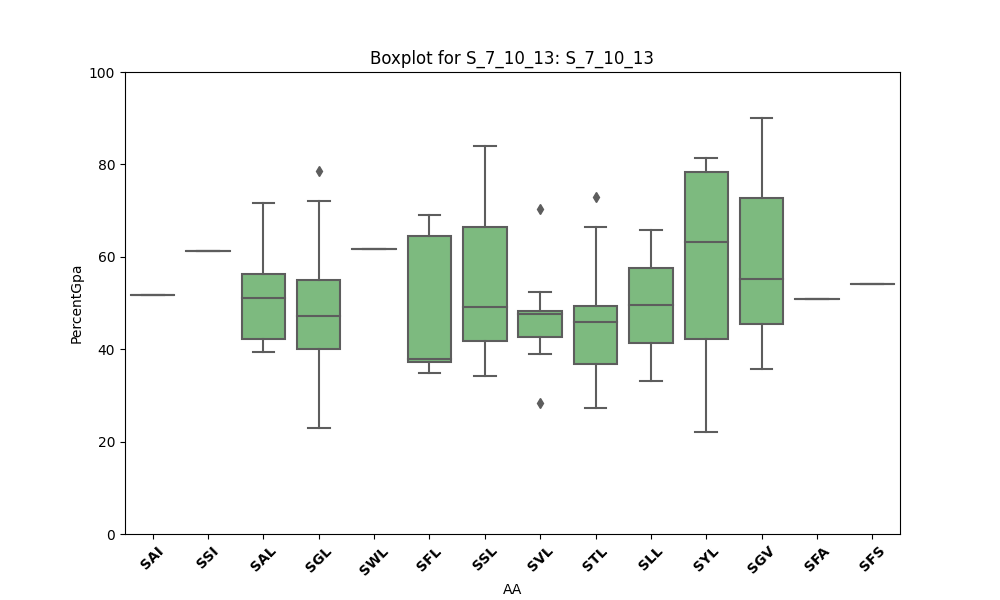 Boxplot for S_7_10_13: S_7_10_13
100
80
60
40
20
0
PercentGpa
SAI SSI SAL SGL SWL SFL SSL SVL STL SLL SYL SGV SFA SFS
AA